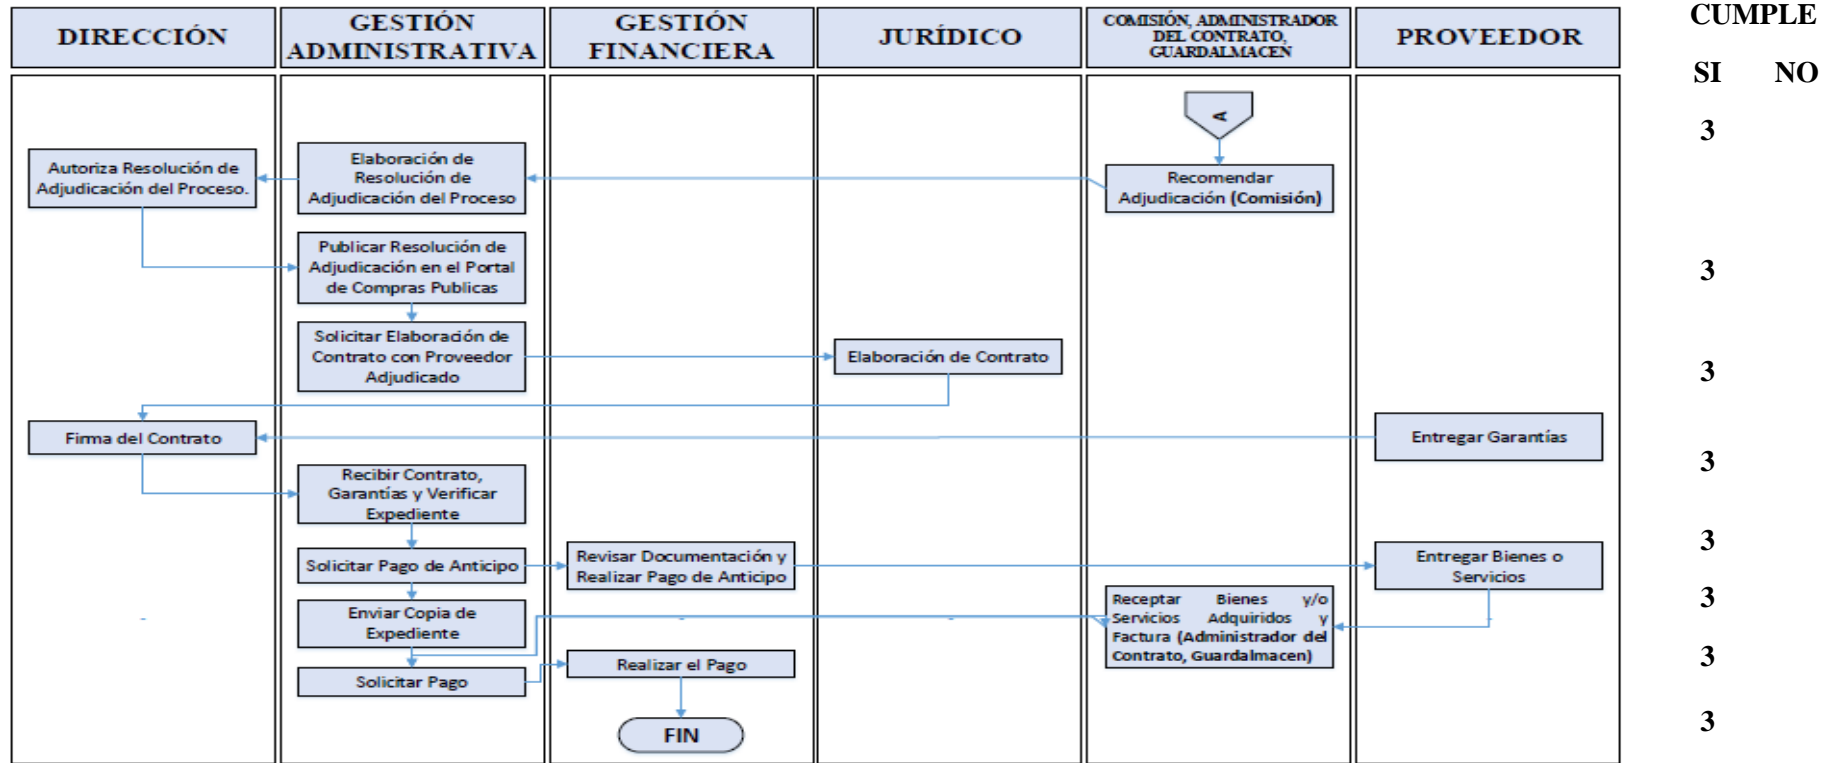 DIRECCIÓN
GESTIÓN
ADMINISTRATIVA
GESTIÓN
FINANCIERA
JURÍDICO
COMISIÓN, ADMINISTRADOR
DEL CONTRATO,
GUARDALMACEN
PROVEEDOR
CUMPLE
SI NO
A
3
Autoriza Resolución de
Adjudicación del Proceso.
Elaboración de
Resolución de
Adjudicación del Proceso
Recomendar
Adjudicación (Comisión)
Publicar Resolución de
Adjudicación en el Portal
de Compras Publicas
3
Solicitar Elaboración de
Contrato con Proveedor
Adjudicado
Elaboración de Contrato
3
Firma del Contrato
Entregar Garantías
3
Recibir Contrato,
Garantías y Verificar
Expediente
Solicitar Pago de Anticipo
Revisar Documentación y
Realizar Pago de Anticipo
Entregar Bienes o
Servicios
3
Enviar Copia de
Expediente
Receptar Bienes y/o
Servicios Adquiridos y
Factura (Administrador del
Contrato, Guardalmacen)
3
Solicitar Pago
Realizar el Pago
3
FIN
3